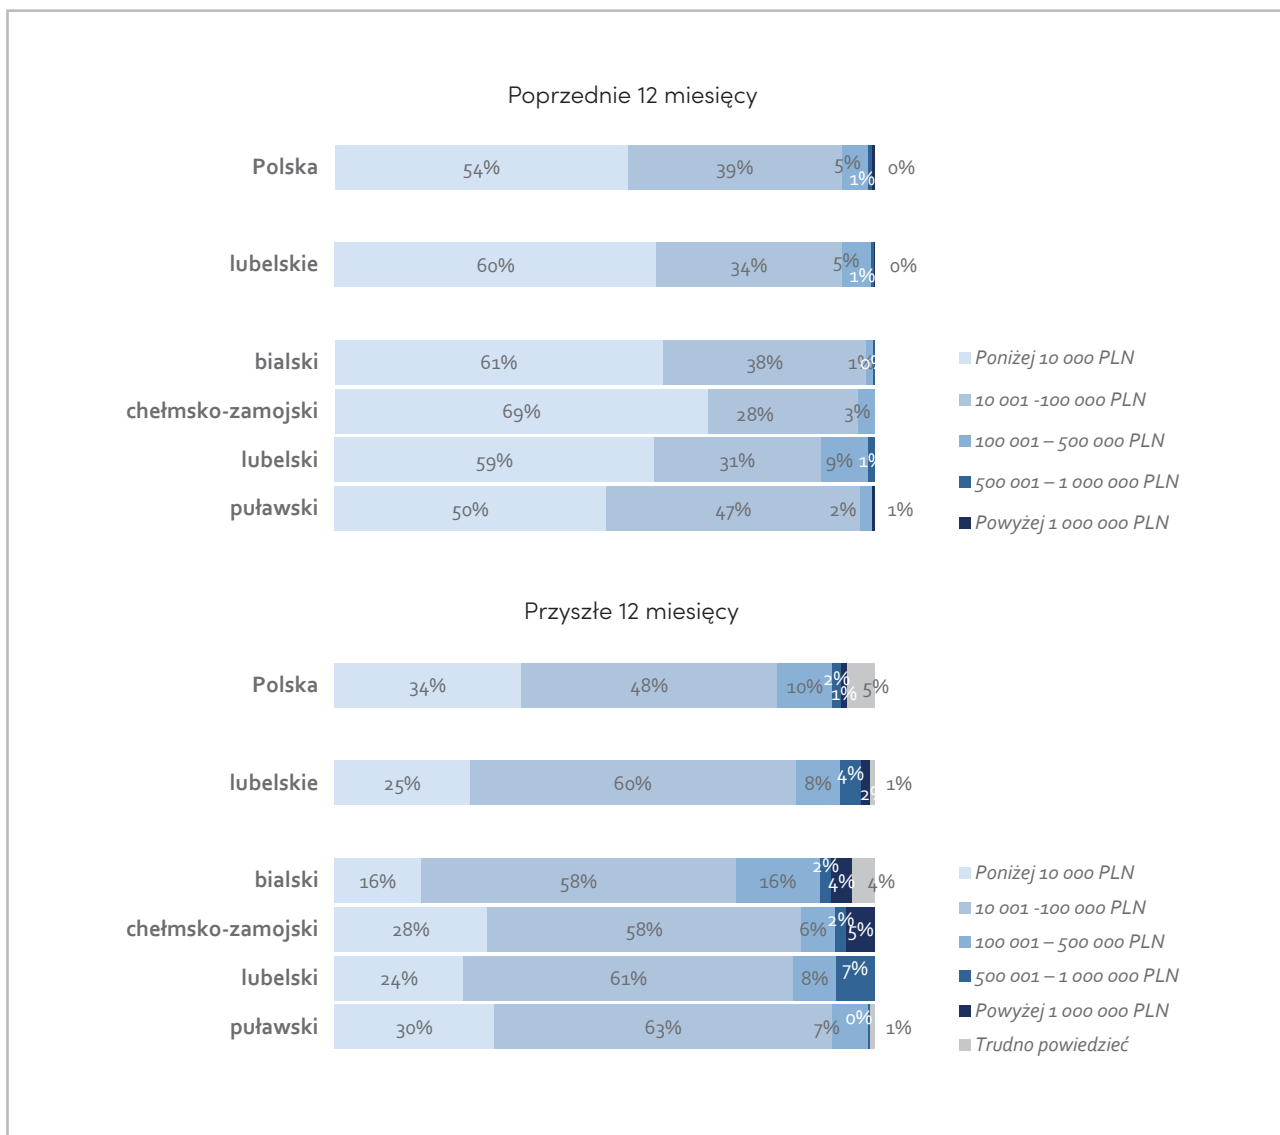 Poprzednie 12 miesięcy
Polska 54% 39% 5% 1% 0%
lubelskie 60% 34% 5% 1% 0%
bialski 61% 38% 1% 0%
chełmsko-zamojski 69% 28% 3%
lubelski 59% 31% 9% 1%
puławski 50% 47% 2% 1%
Poniżej 10 000 PLN
10 001 -100 000 PLN
100 001 – 500 000 PLN
500 001 – 1 000 000 PLN
Powyżej 1 000 000 PLN
Przyszłe 12 miesięcy
Polska 34% 48% 10% 2% 1% 5%
lubelskie 25% 60% 8% 4% 2% 1%
bialski 16% 58% 16% 2% 4% 4%
chełmsko-zamojski 28% 58% 6% 2% 5%
lubelski 24% 61% 8% 7%
puławski 30% 63% 7% 0% 1%
Poniżej 10 000 PLN
10 001 -100 000 PLN
100 001 – 500 000 PLN
500 001 – 1 000 000 PLN
Powyżej 1 000 000 PLN
Trudno powiedzieć